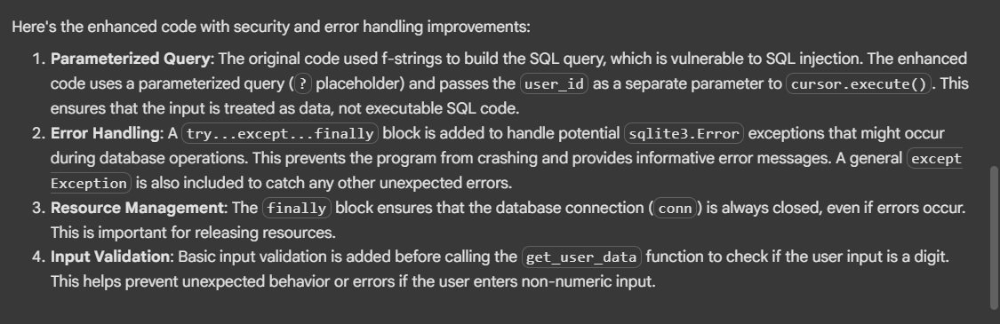 Here's the enhanced code with security and error handling improvements:
1. Parameterized Query: The original code used f-strings to build the SQL query, which is vulnerable to SQL injection. The enhanced
code uses a parameterized query ( ? placeholder) and passes the user_id as a separate parameter to cursor.execute() . This
ensures that the input is treated as data, not executable SQL code.
2. Error Handling: A try...except...finally block is added to handle potential sqlite3.Error exceptions that might occur
during database operations. This prevents the program from crashing and provides informative error messages. A general except
Exception is also included to catch any other unexpected errors.
3. Resource Management: The finally block ensures that the database connection ( conn ) is always closed, even if errors occur.
This is important for releasing resources.
4. Input Validation: Basic input validation is added before calling the get_user_data function to check if the user input is a digit.
This helps prevent unexpected behavior or errors if the user enters non-numeric input.